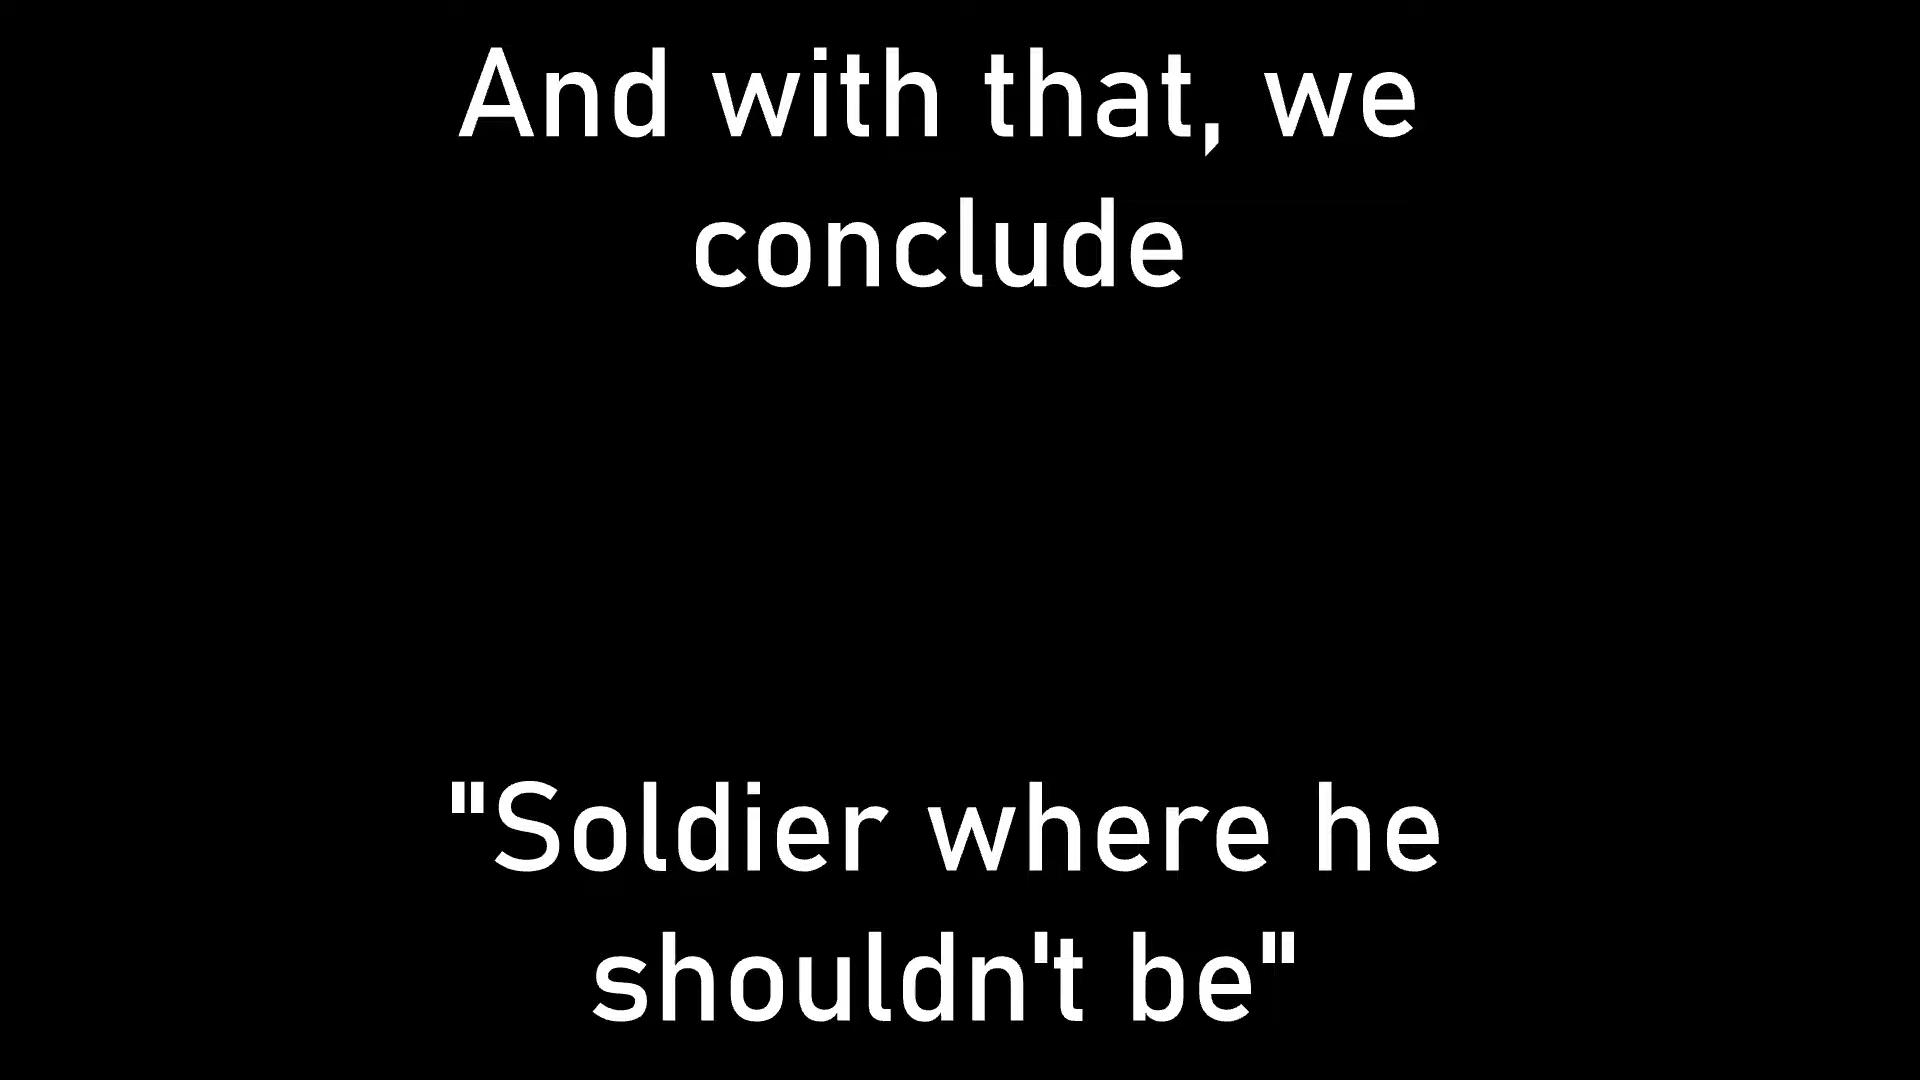 And with that, we
conclude
"Soldier where he
shouldn't be"